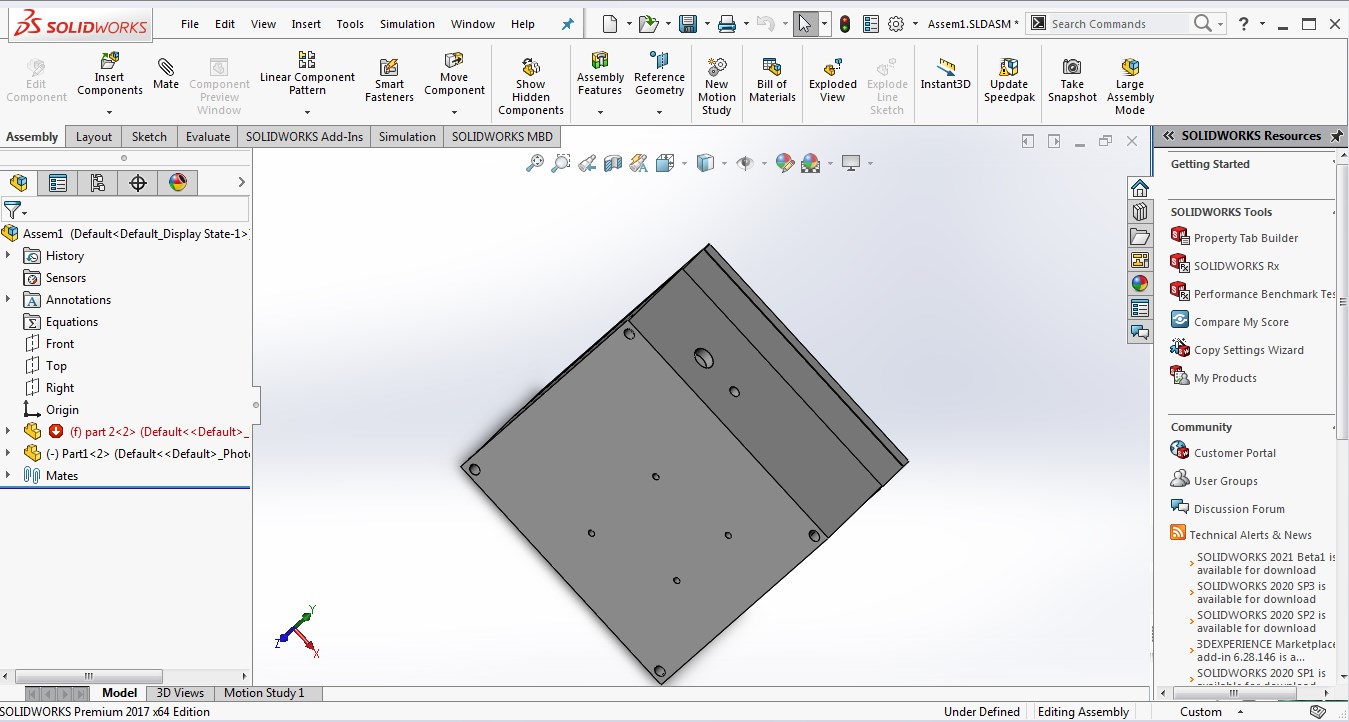 SOLIDWORKS File Edit View Insert Tools Simulation Window Help Assem1.SLDASM * Search Commands ?
Edit Component
Insert Components
Mate
Component Preview Window
Linear Component Pattern
Smart Fasteners
Move Component
Show Hidden Components
Assembly Features
Reference Geometry
New Motion Study
Bill of Materials
Exploded View
Explode Line Sketch
Instant3D
Update Speedpak
Take Snapshot
Large Assembly Mode
Assembly Layout Sketch Evaluate SOLIDWORKS Add-Ins Simulation SOLIDWORKS MBD
Assem1 (Default<Default_Display State-1>
History
Sensors
A Annotations
Equations
Front
Top
Right
Origin
(f) part 2<2> (Default<<Default>_
(-) Part1<2> (Default<<Default>_Phot
Mates
Y
Z
X
SOLIDWORKS Resources
Getting Started
SOLIDWORKS Tools
Property Tab Builder
SOLIDWORKS Rx
Performance Benchmark Tes
Compare My Score
Copy Settings Wizard
My Products
Community
Customer Portal
User Groups
Discussion Forum
Technical Alerts & News
SOLIDWORKS 2021 Beta1 is
available for download
SOLIDWORKS 2020 SP3 is
available for download
SOLIDWORKS 2020 SP2 is
available for download
3DEXPERIENCE Marketplace
add-in 6.28.146 is a...
SOLIDWORKS 2020 SP1 is
Model 3D Views Motion Study 1
SOLIDWORKS Premium 2017 x64 Edition Under Defined Editing Assembly Custom